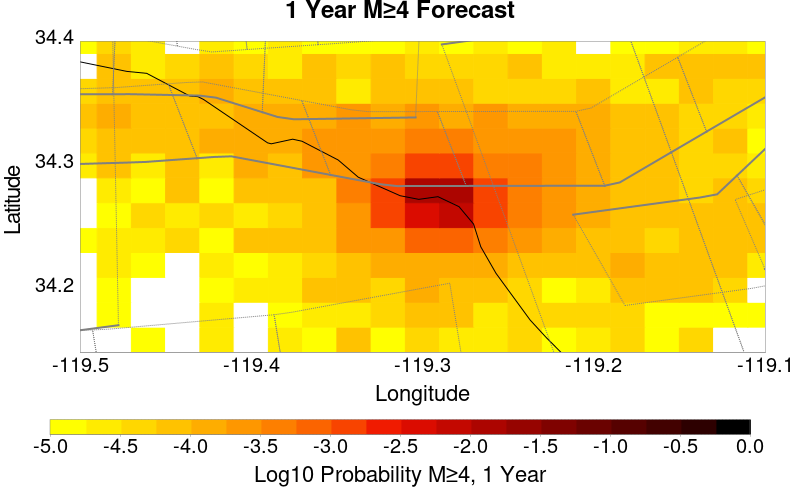 1 Year M≥4 Forecast
34.4
34.3
34.2
Latitude
-119.5 -119.4 -119.3 -119.2 -119.1
Longitude
-5.0 -4.5 -4.0 -3.5 -3.0 -2.5 -2.0 -1.5 -1.0 -0.5 0.0
Log10 Probability M≥4, 1 Year